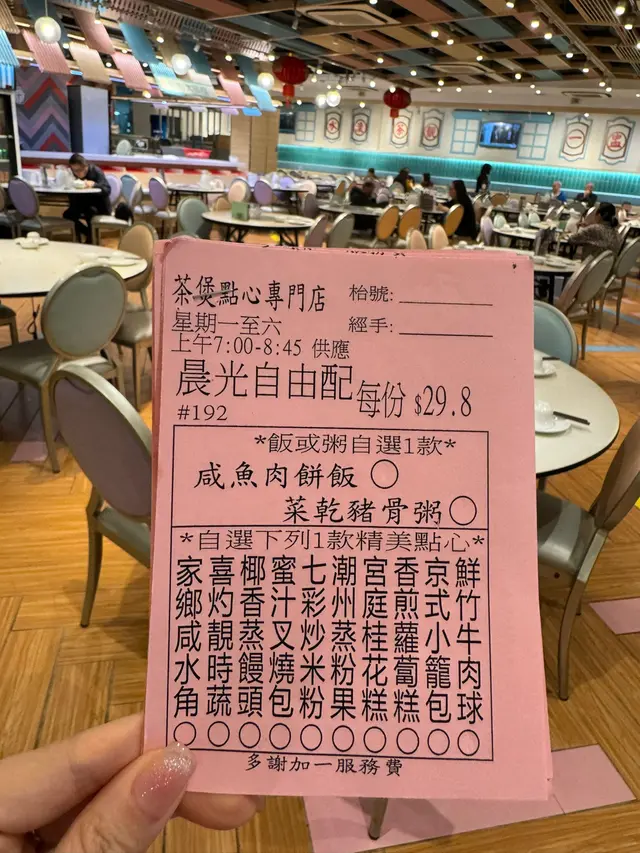 茶煲點心專門店
枱號:
星期一至六
經手:
上午7:00-8:45 供應
晨光自由配 每份 $29.8
#192
*飯或粥自選1款*
咸魚肉餅飯
菜乾豬骨粥
*自選下列1款精美點心*
鮮竹牛肉球
京式小籠包
香煎蘿蔔糕
宮庭桂花糕
潮州蒸粉果
七彩炒米粉
蜜汁叉燒包
椰香蒸饅頭
喜灼靚時蔬
家鄉咸水角
多謝加一服務費